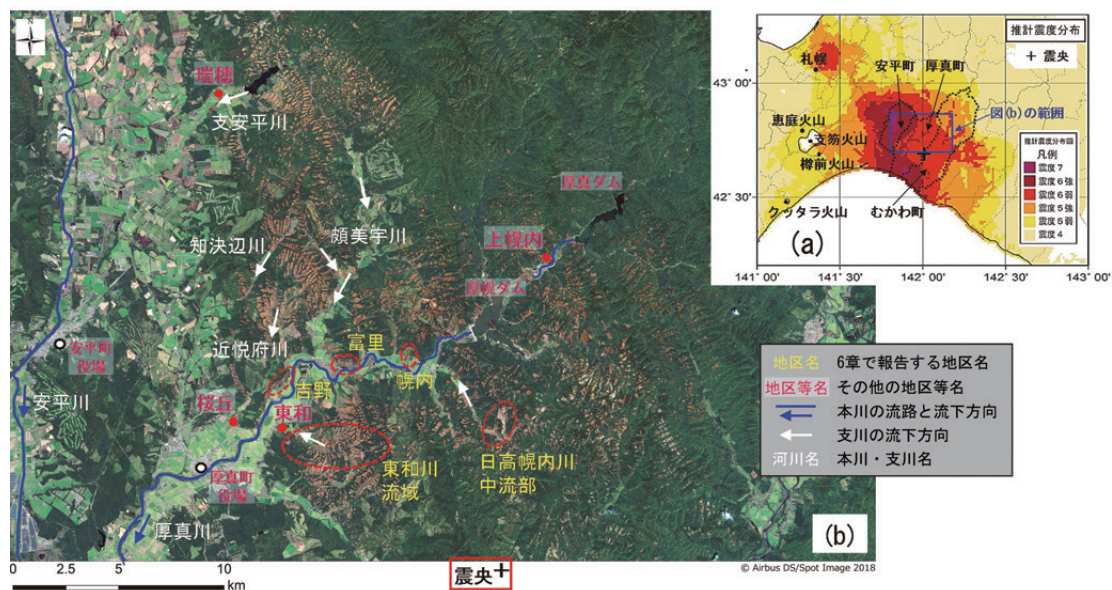 N
瑞穂
支安平川
知決辺川
頗美宇川
厚真ダム
上幌内
厚幌ダム
近悦府川
富里
幌内
吉野
安平町
役場
安平川
桜丘
東和
厚真町
役場
東和川
流域
日高幌内川
中流部
厚真川
震央+
0 2.5 5 10
km
(b)
© Airbus DS/Spot Image 2018
推計震度分布
+ 震央
札幌
安平町
厚真町
43° 00'
恵庭火山
支笏火山
樽前火山
図(b)の範囲
42° 30'
クッタラ火山
むかわ町
(a)
推計震度分布図
凡例
震度7
震度6強
震度6弱
震度5強
震度5弱
震度4
141° 00' 141° 30' 142° 00' 142° 30' 143° 00'
地区名 6章で報告する地区名
地区等名 その他の地区等名
本川の流路と流下方向
支川の流下方向
河川名 本川・支川名